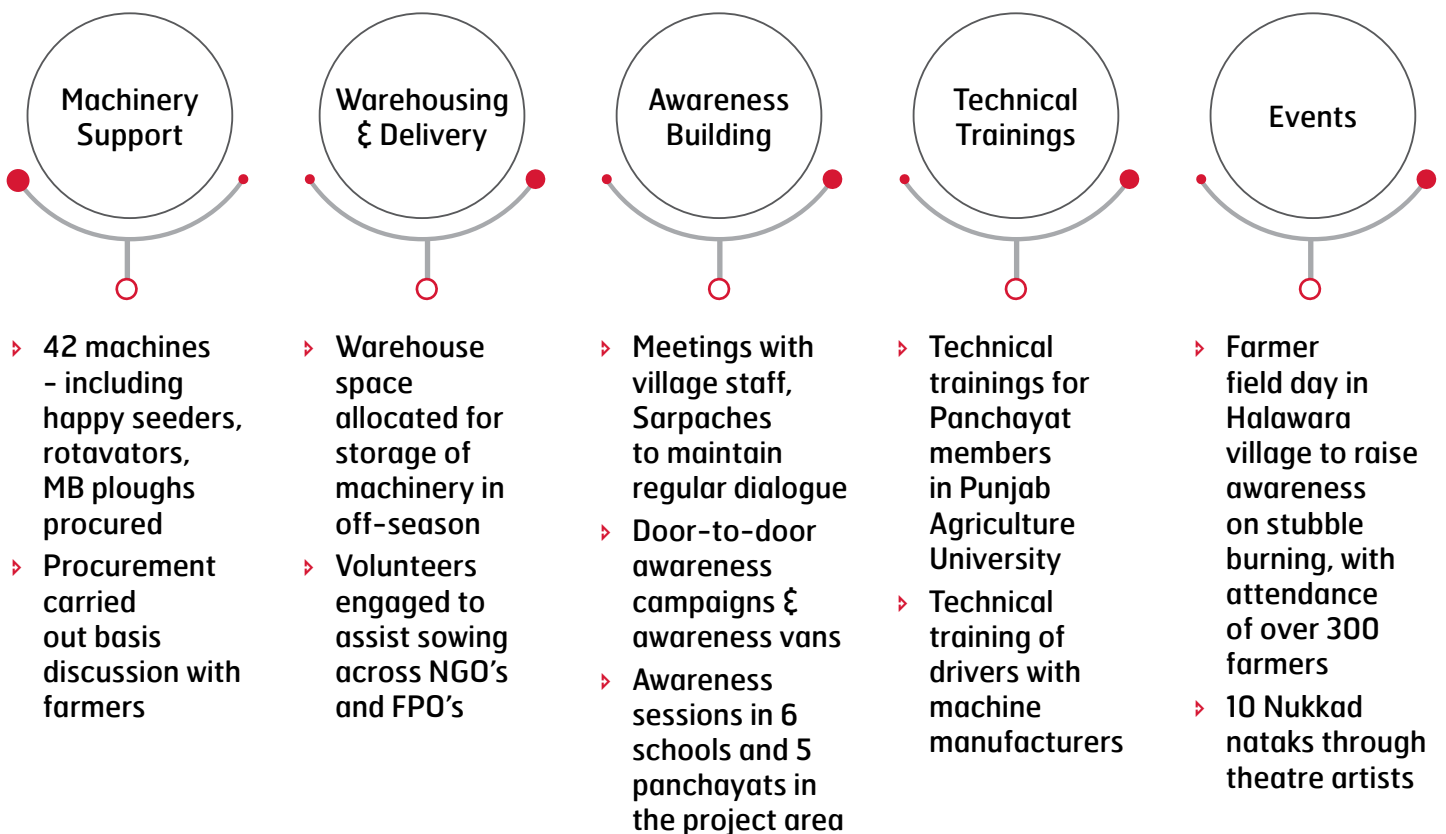 Machinery
Support
Warehousing
& Delivery
Awareness
Building
Technical
Trainings
Events
42 machines
- including
happy seeders,
rotavators,
MB ploughs
procured
Procurement
carried
out basis
discussion with
farmers
Warehouse
space
allocated for
storage of
machinery in
off-season
Volunteers
engaged to
assist sowing
across NGO's
and FPO's
Meetings with
village staff,
Sarpaches
to maintain
regular dialogue
Door-to-door
awareness
campaigns &
awareness vans
Awareness
sessions in 6
schools and 5
panchayats in
the project area
Technical
trainings for
Panchayat
members
in Punjab
Agriculture
University
Technical
training of
drivers with
machine
manufacturers
Farmer
field day in
Halawara
village to raise
awareness
on stubble
burning, with
attendance
of over 300
farmers
10 Nukkad
nataks through
theatre artists